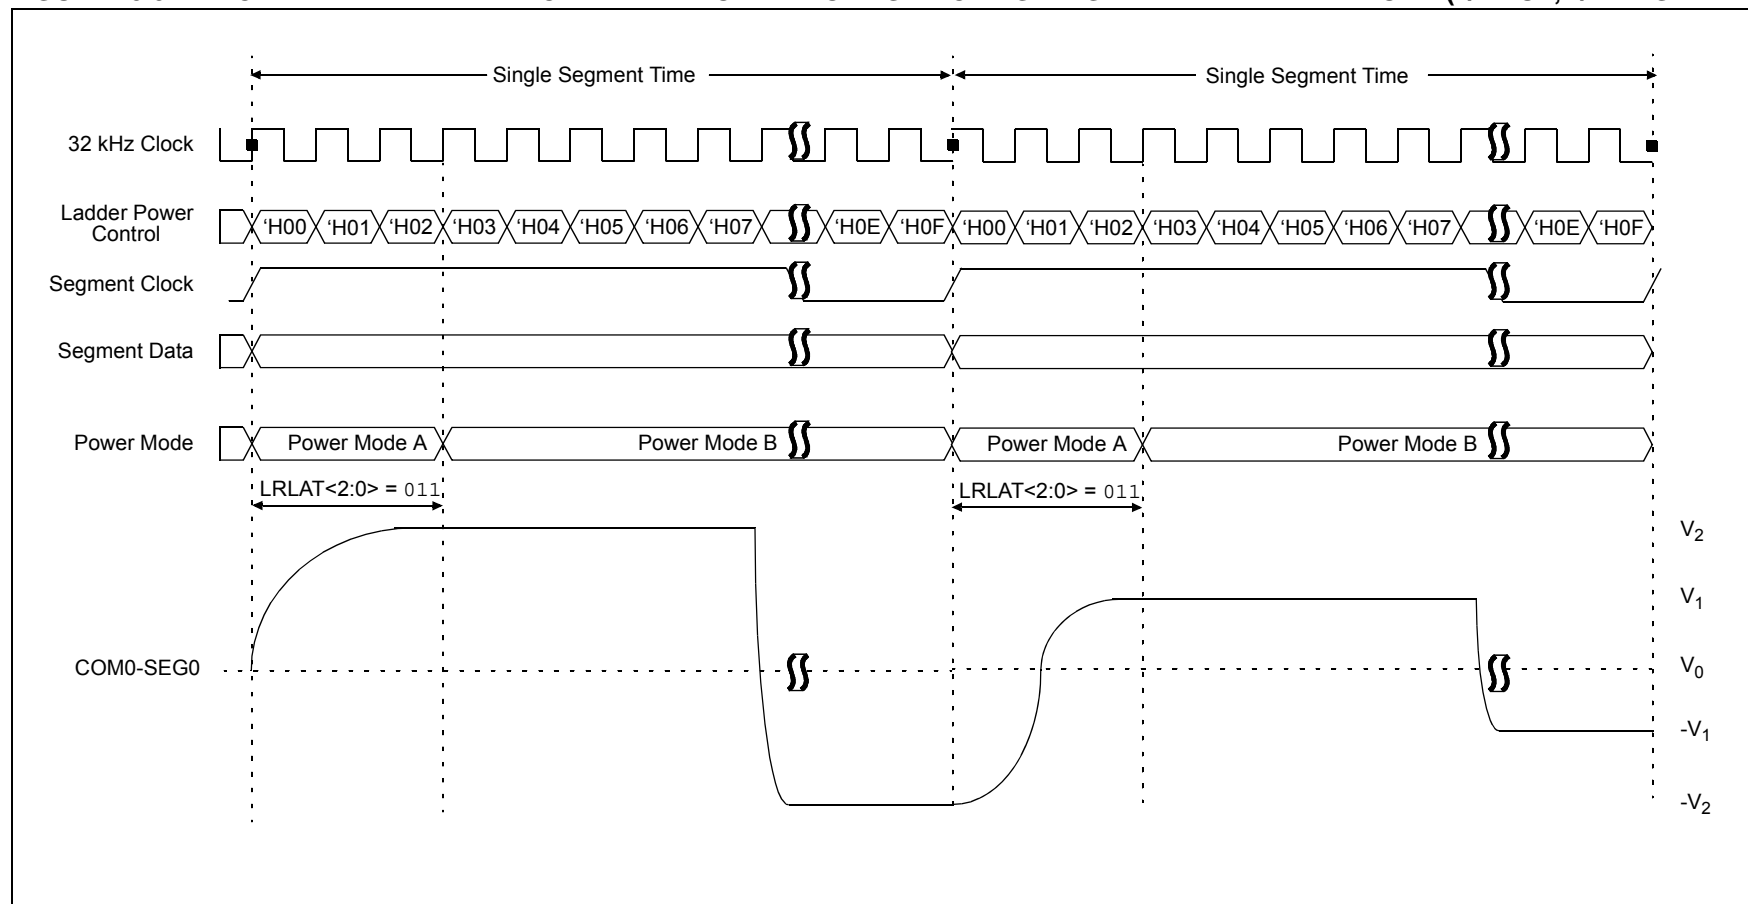 Single Segment Time
Single Segment Time
32 kHz Clock
Ladder Power
Control
‘H00 ‘H01 ‘H02 ‘H03 ‘H04 ‘H05 ‘H06 ‘H07 ‘H0E ‘H0F ‘H00 ‘H01 ‘H02 ‘H03 ‘H04 ‘H05 ‘H06 ‘H07 ‘H0E ‘H0F
Segment Clock
Segment Data
Power Mode
Power Mode A
Power Mode B
Power Mode A
Power Mode B
LRLAT<2:0> = 011
LRLAT<2:0> = 011
V2
V1
COM0-SEG0
V0
-V1
-V2